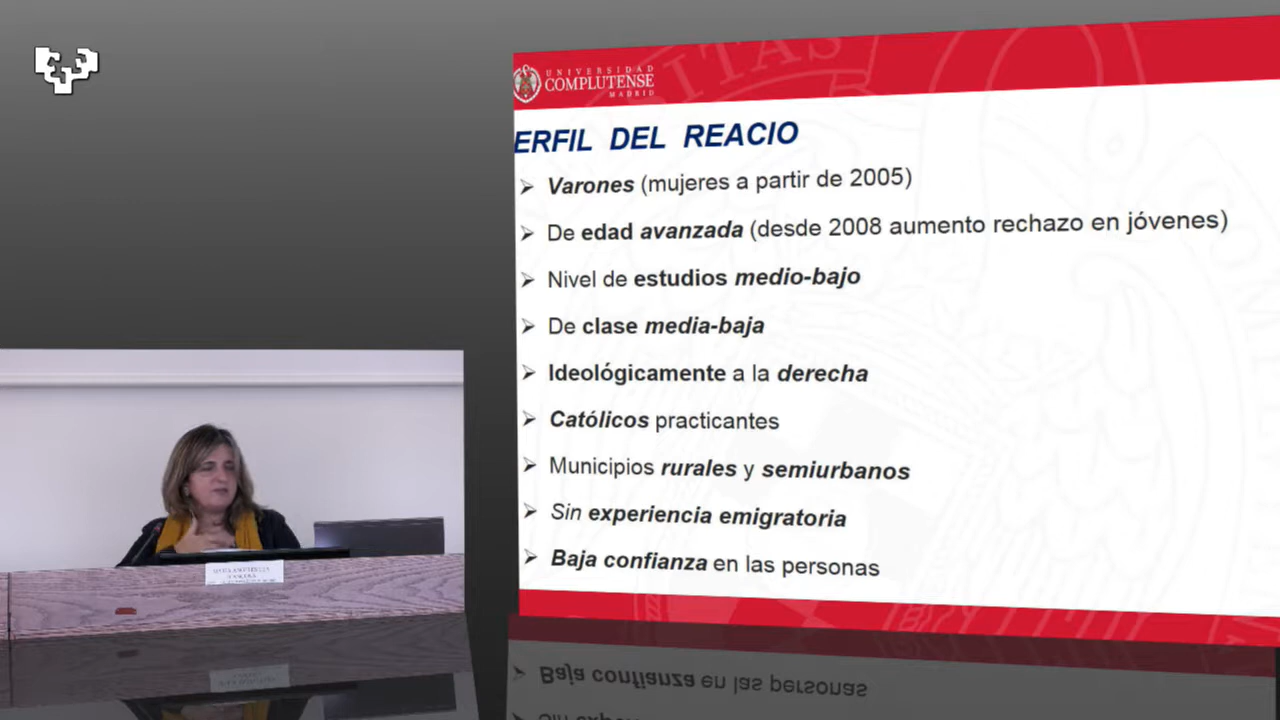 UNIVERSIDAD
COMPLUTENSE
MADRID
ERFIL DEL REACIO
➢ Varones (mujeres a partir de 2005)
➢ De edad avanzada (desde 2008 aumento rechazo en jóvenes)
➢ Nivel de estudios medio-bajo
➢ De clase media-baja
➢ Ideológicamente a la derecha
➢ Católicos practicantes
➢ Municipios rurales y semiurbanos
➢ Sin experiencia emigratoria
➢ Baja confianza en las personas